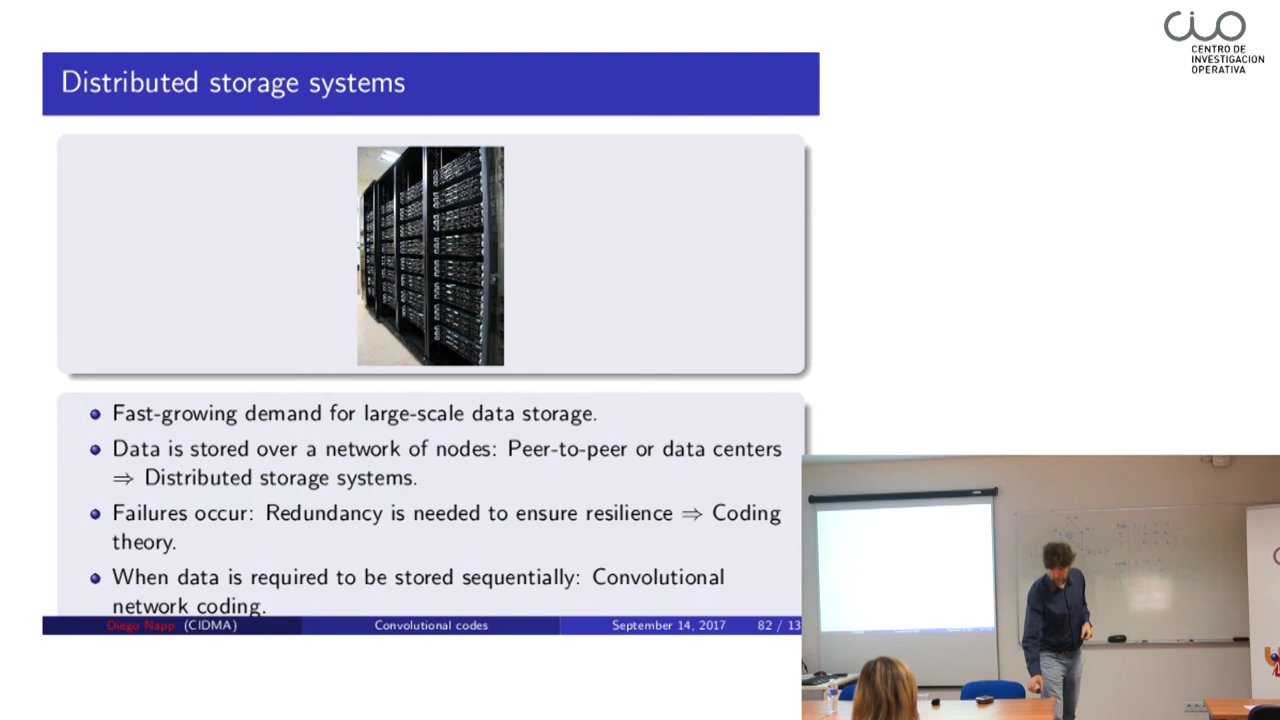 CENTRO DE
INVESTIGACION
OPERATIVA
Distributed storage systems
Fast-growing demand for large-scale data storage.
Data is stored over a network of nodes: Peer-to-peer or data centers
⇒ Distributed storage systems.
Failures occur: Redundancy is needed to ensure resilience ⇒ Coding
theory.
When data is required to be stored sequentially: Convolutional
network coding.
Diego Napp (CIDMA) Convolutional codes September 14, 2017 82 / 13